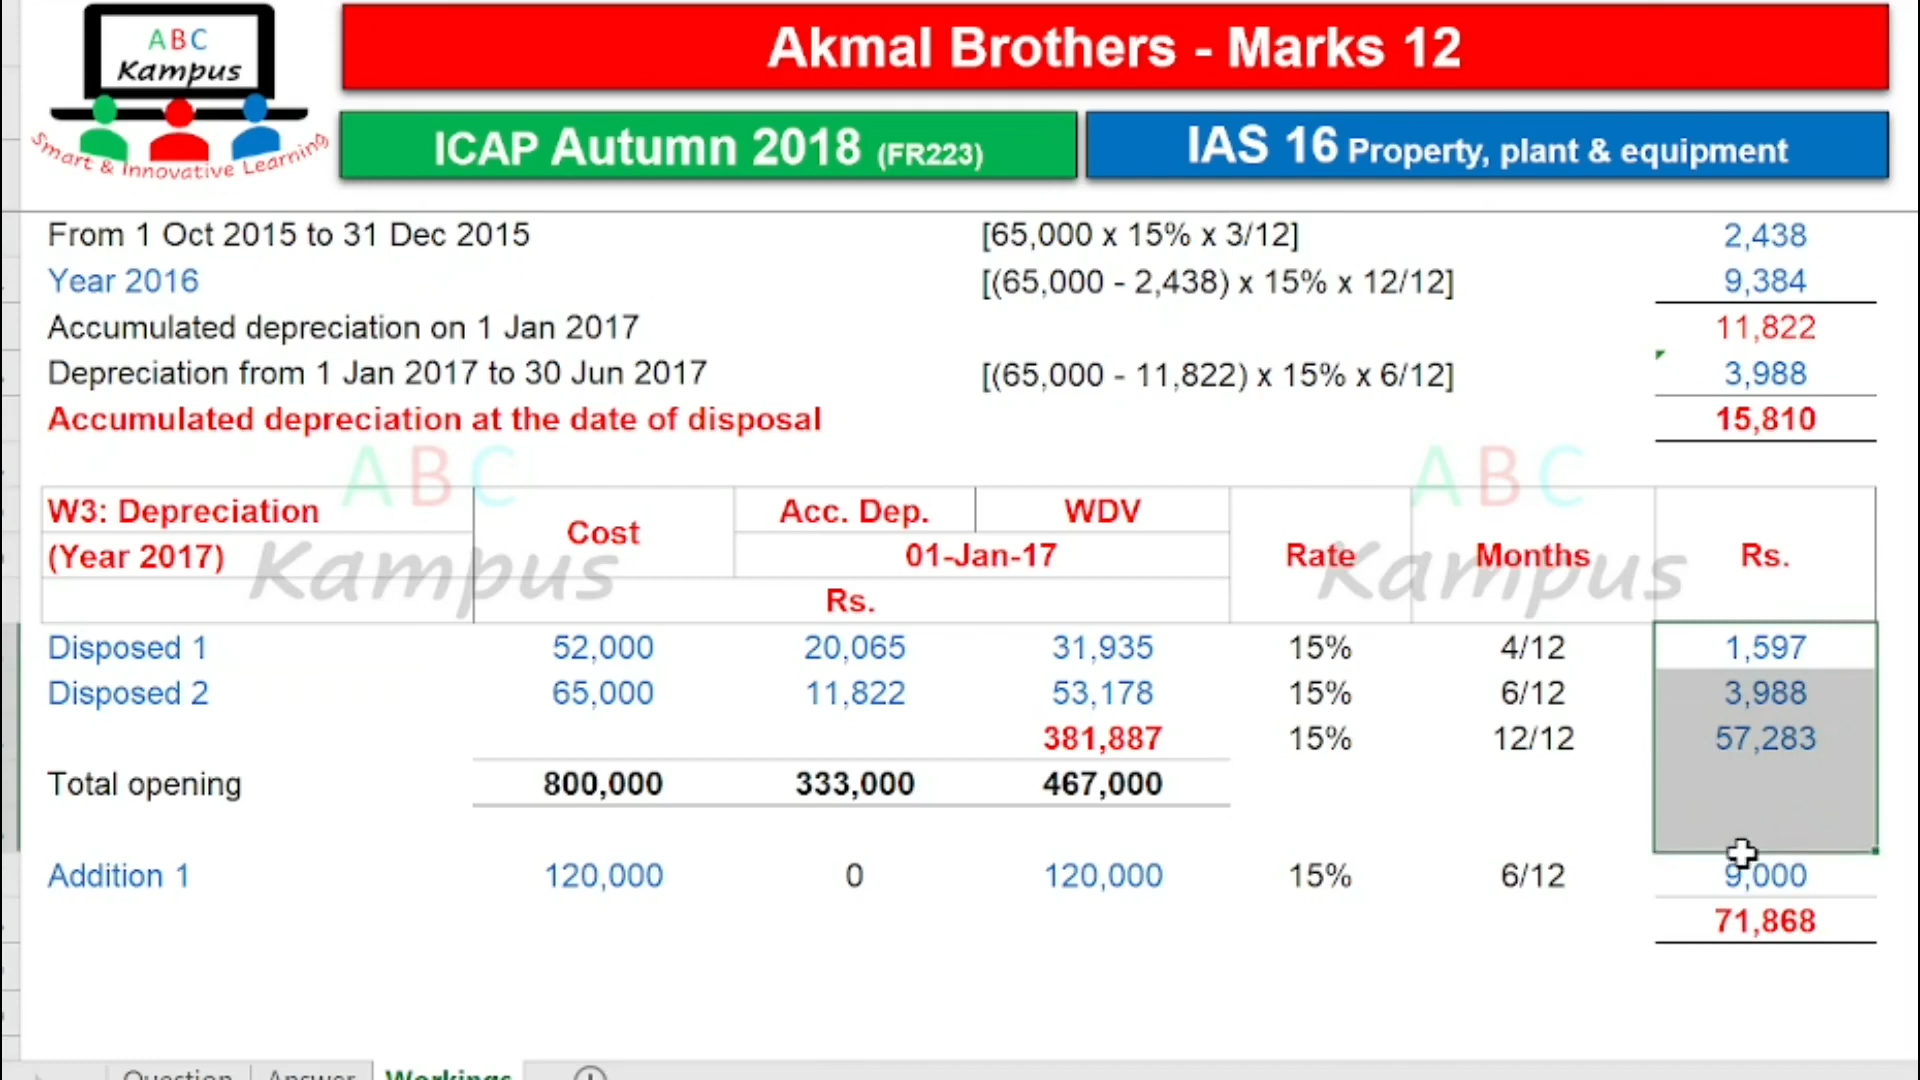 ABC
Kampus
Smart & Innovative Learning
Akmal Brothers - Marks 12
ICAP Autumn 2018 (FR223)
IAS 16 Property, plant & equipment
From 1 Oct 2015 to 31 Dec 2015 [65,000 x 15% x 3/12] 2,438
Year 2016 [(65,000 - 2,438) x 15% x 12/12] 9,384
Accumulated depreciation on 1 Jan 2017 11,822
Depreciation from 1 Jan 2017 to 30 Jun 2017 [(65,000 - 11,822) x 15% x 6/12] 3,988
Accumulated depreciation at the date of disposal 15,810
ABC ABC
Kampus Kampus
W3: Depreciation Cost Acc. Dep. WDV
(Year 2017) 01-Jan-17 Rate Months Rs.
Rs.
Disposed 1 52,000 20,065 31,935 15% 4/12 1,597
Disposed 2 65,000 11,822 53,178 15% 6/12 3,988
381,887 15% 12/12 57,283
Total opening 800,000 333,000 467,000
Addition 1 120,000 0 120,000 15% 6/12 9,000
71,868
Question Answer Workings